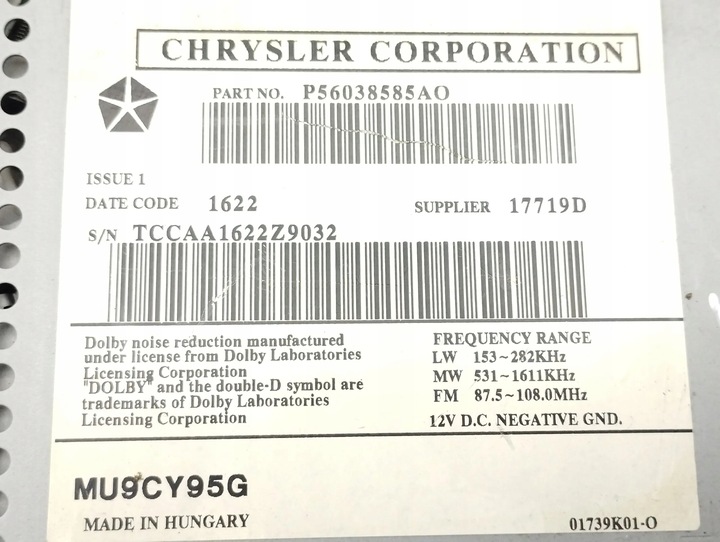 CHRYSLER CORPORATION
PART NO. P56038585AO
ISSUE 1
DATE CODE 1622
SUPPLIER 17719D
S/N TCCAA1622Z9032
Dolby noise reduction manufactured
under license from Dolby Laboratories
Licensing Corporation
"DOLBY" and the double-D symbol are
trademarks of Dolby Laboratories
Licensing Corporation
FREQUENCY RANGE
LW 153~282KHz
MW 531~1611KHz
FM 87.5~108.0MHz
12V D.C. NEGATIVE GND.
MU9CY95G
MADE IN HUNGARY
01739K01-O